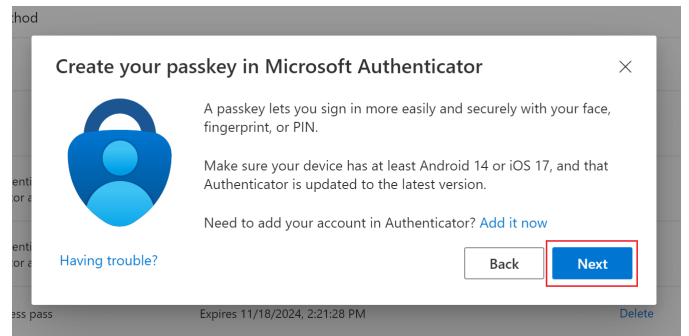 Create your passkey in Microsoft Authenticator
A passkey lets you sign in more easily and securely with your face,
fingerprint, or PIN.
Make sure your device has at least Android 14 or iOS 17, and that
Authenticator is updated to the latest version.
Need to add your account in Authenticator? Add it now
Having trouble?
Back
Next
Expires 11/18/2024, 2:21:28 PM
Delete